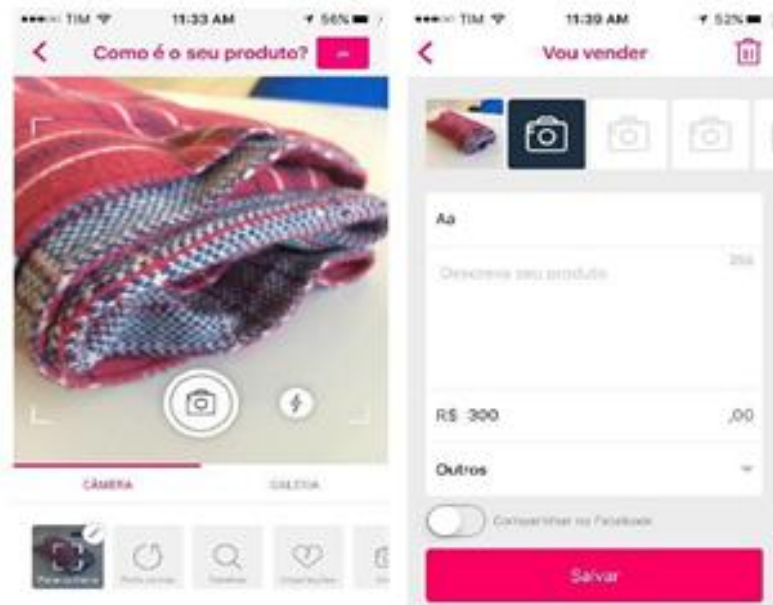 TIM
11:33 AM
56%
Como é o seu produto?
CÂMERA
GALERIA
TIM
11:39 AM
52%
Vou vender
Aa
Descreva seu produto
R$ 300 ,00
Outros
Compartilhar no Facebook
Salvar